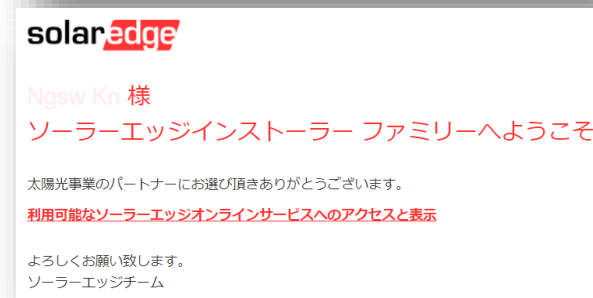 solaredge
Ngsw Kn 様
ソーラーエッジインストーラー ファミリーへようこそ
太陽光事業のパートナーにお選び頂きありがとうございます。
利用可能なソーラーエッジオンラインサービスへのアクセスと表示
よろしくお願い致します。
ソーラーエッジチーム